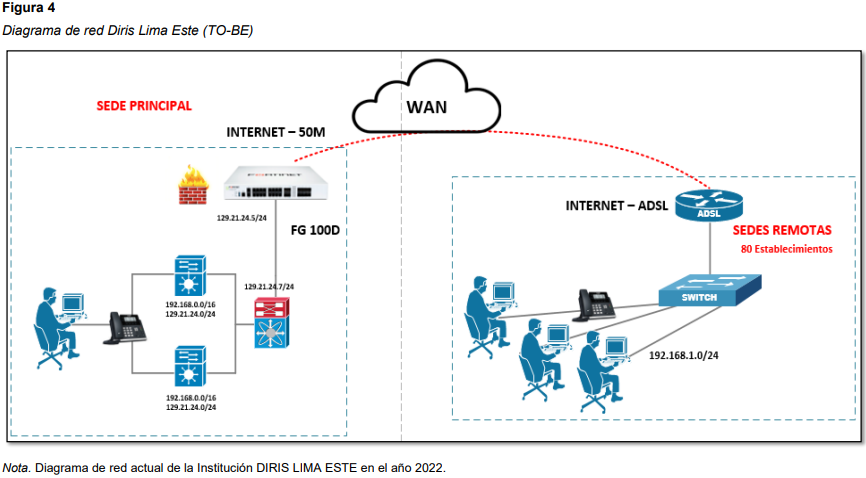 Figura 4
Diagrama de red Diris Lima Este (TO-BE)
WAN
SEDE PRINCIPAL
INTERNET – 50M
FORTINET
129.21.24.5/24
FG 100D
129.21.24.7/24
192.168.0.0/16
129.21.24.0/24
192.168.0.0/16
129.21.24.0/24
INTERNET – ADSL
ADSL
SEDES REMOTAS
80 Establecimientos
SWITCH
192.168.1.0/24
Nota. Diagrama de red actual de la Institución DIRIS LIMA ESTE en el año 2022.